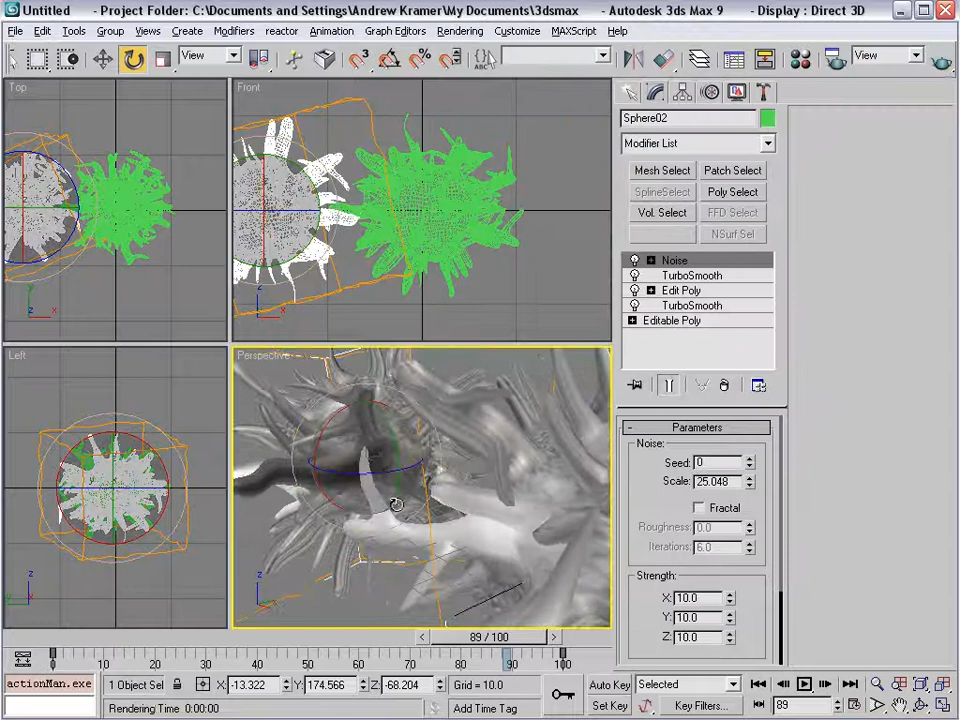 Untitled - Project Folder: C:\Documents and Settings\Andrew Kramer\My Documents\3dsmax - Autodesk 3ds Max 9 - Display : Direct 3D
File Edit Tools Group Views Create Modifiers reactor Animation Graph Editors Rendering Customize MAXScript Help
View 3 % ABC View
Top Front
Sphere02
Modifier List
Mesh Select Patch Select
SplineSelect Poly Select
Vol. Select FFD Select
NSurf Sel
Noise
TurboSmooth
Edit Poly
TurboSmooth
Editable Poly
Left Perspective
Parameters
Noise:
Seed: 0
Scale: 25.048
Fractal
Roughness: 0.0
Iterations: 6.0
Strength:
X: 10.0
Y: 10.0
Z: 10.0
z x y
89 / 100
0 10 20 30 40 50 60 70 80 90 100
actionMan.exe 1 Object Sel X: -13.322 Y: 174.566 Z: -68.204 Grid = 10.0 Auto Key Selected
Rendering Time 0:00:00 Add Time Tag Set Key Key Filters... 89